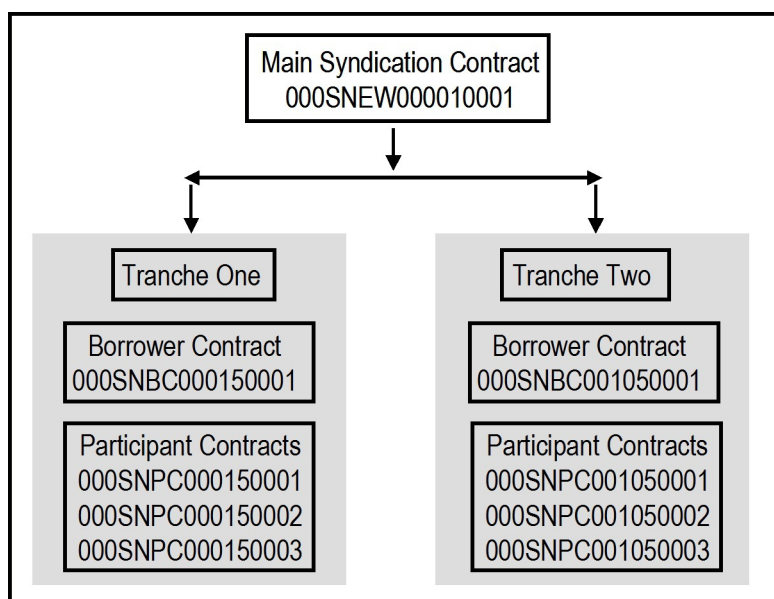 Main Syndication Contract
000SNEW000010001
Tranche One
Borrower Contract
000SNBC000150001
Participant Contracts
000SNPC000150001
000SNPC000150002
000SNPC000150003
Tranche Two
Borrower Contract
000SNBC001050001
Participant Contracts
000SNPC001050001
000SNPC001050002
000SNPC001050003